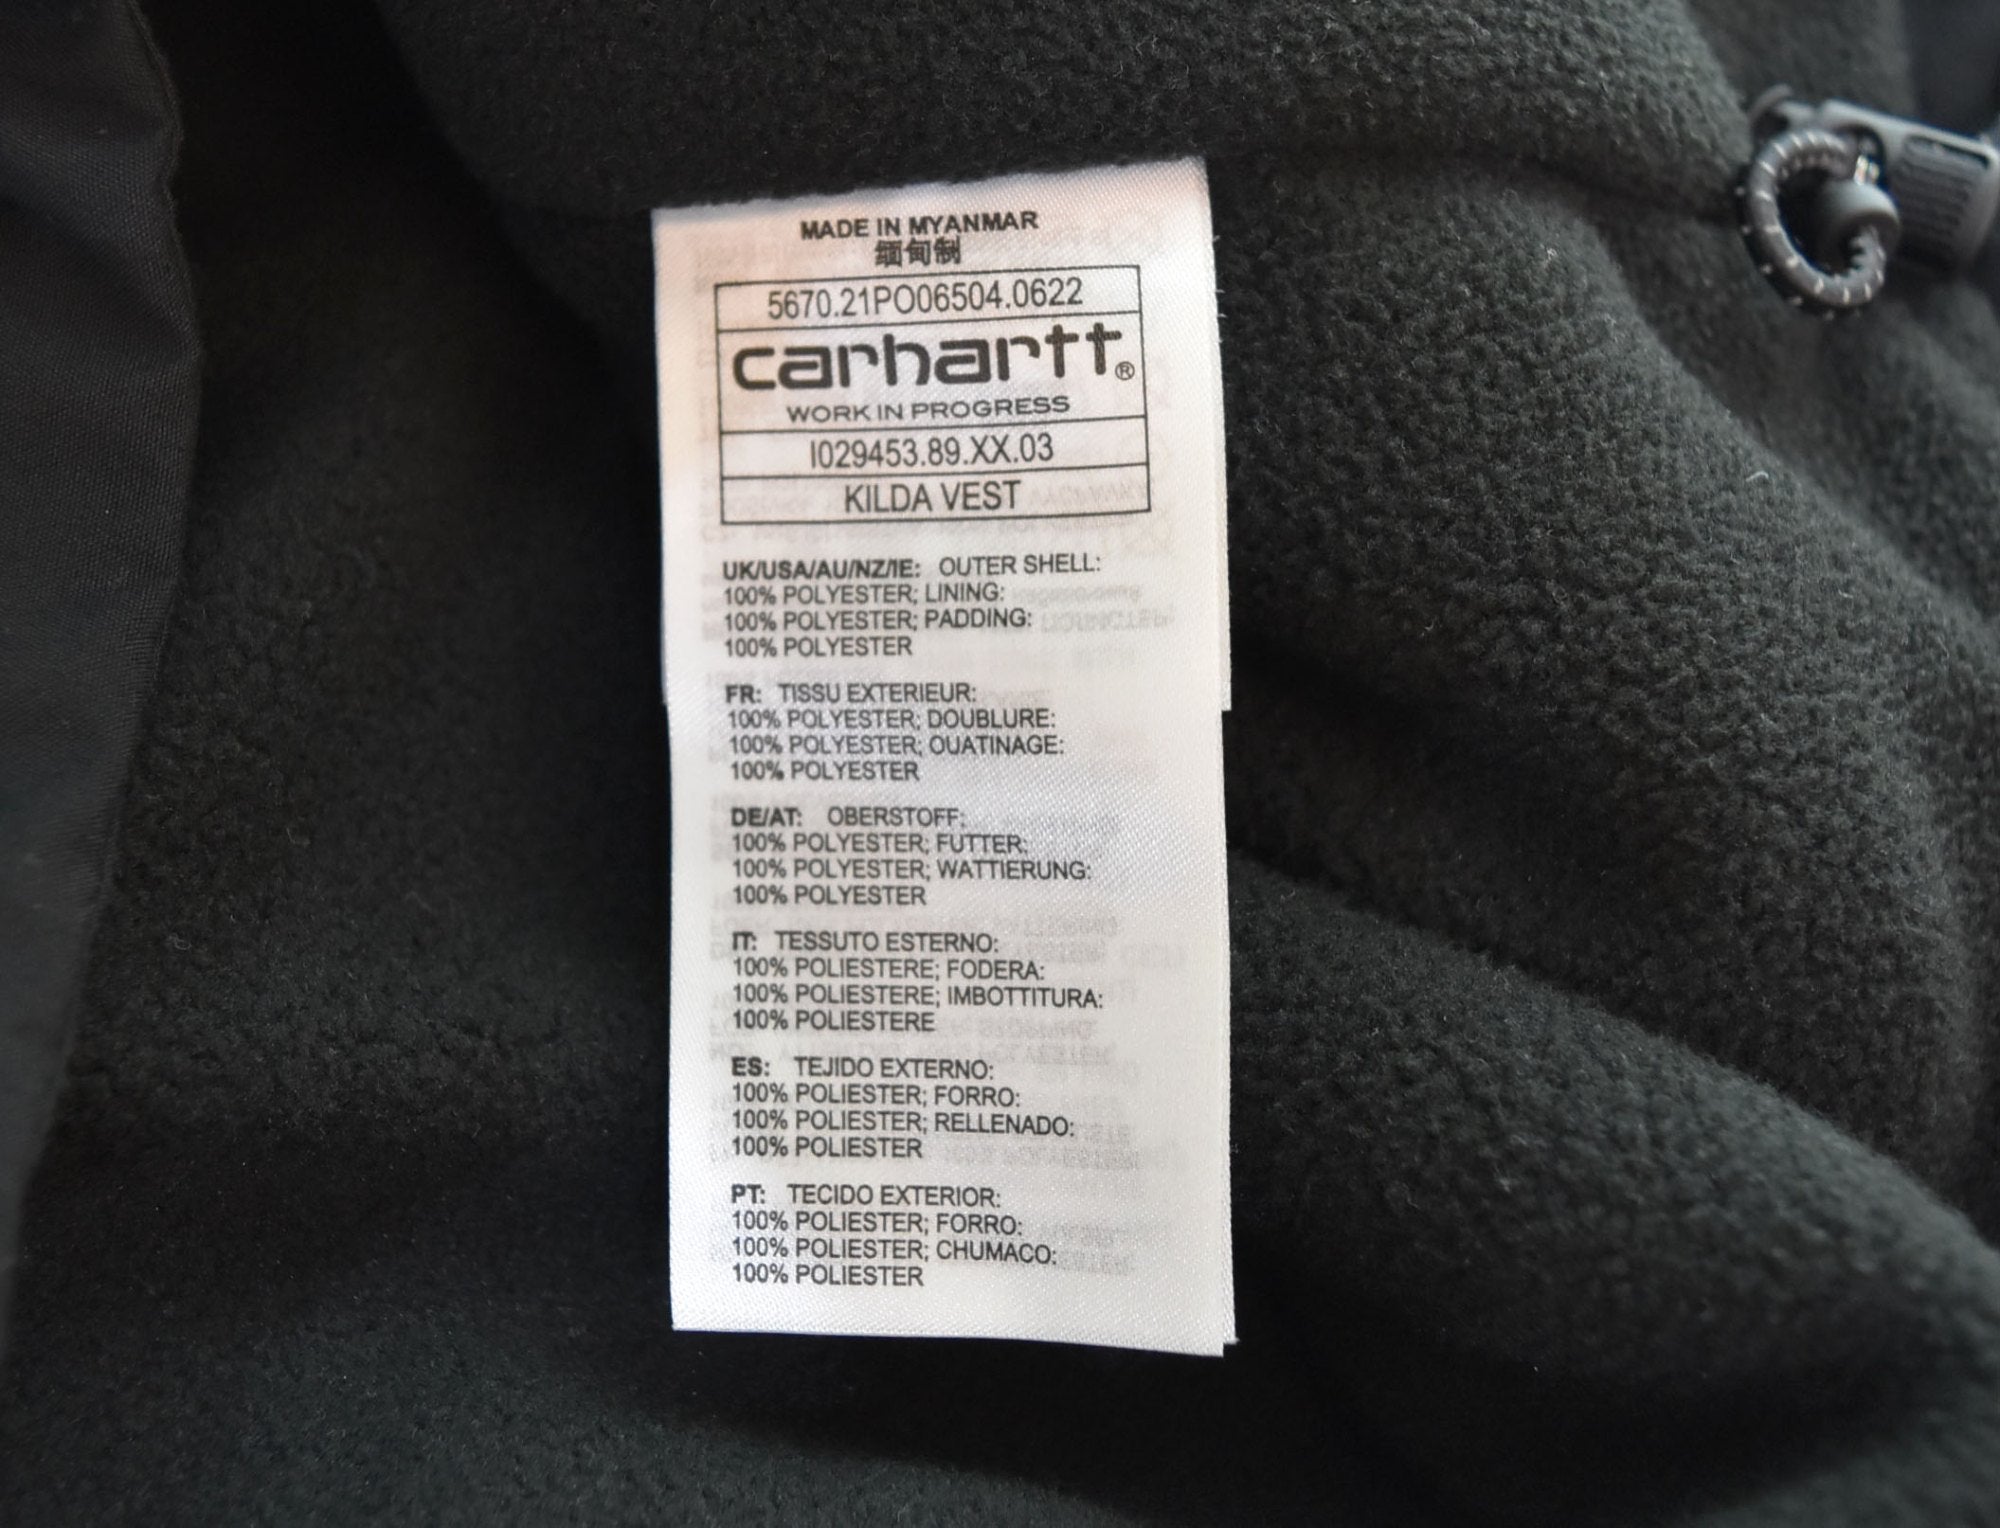 MADE IN MYANMAR
缅甸制
5670.21PO06504.0622
carhartt®
WORK IN PROGRESS
I029453.89.XX.03
KILDA VEST
UK/USA/AU/NZ/IE: OUTER SHELL:
100% POLYESTER; LINING:
100% POLYESTER; PADDING:
100% POLYESTER
FR: TISSU EXTERIEUR:
100% POLYESTER; DOUBLURE:
100% POLYESTER; OUATINAGE:
100% POLYESTER
DE/AT: OBERSTOFF:
100% POLYESTER; FUTTER:
100% POLYESTER; WATTIERUNG:
100% POLYESTER
IT: TESSUTO ESTERNO:
100% POLIESTERE; FODERA:
100% POLIESTERE; IMBOTTITURA:
100% POLIESTERE
ES: TEJIDO EXTERNO:
100% POLIESTER; FORRO:
100% POLIESTER; RELLENADO:
100% POLIESTER
PT: TECIDO EXTERIOR:
100% POLIESTER; FORRO:
100% POLIESTER; CHUMACO:
100% POLIESTER